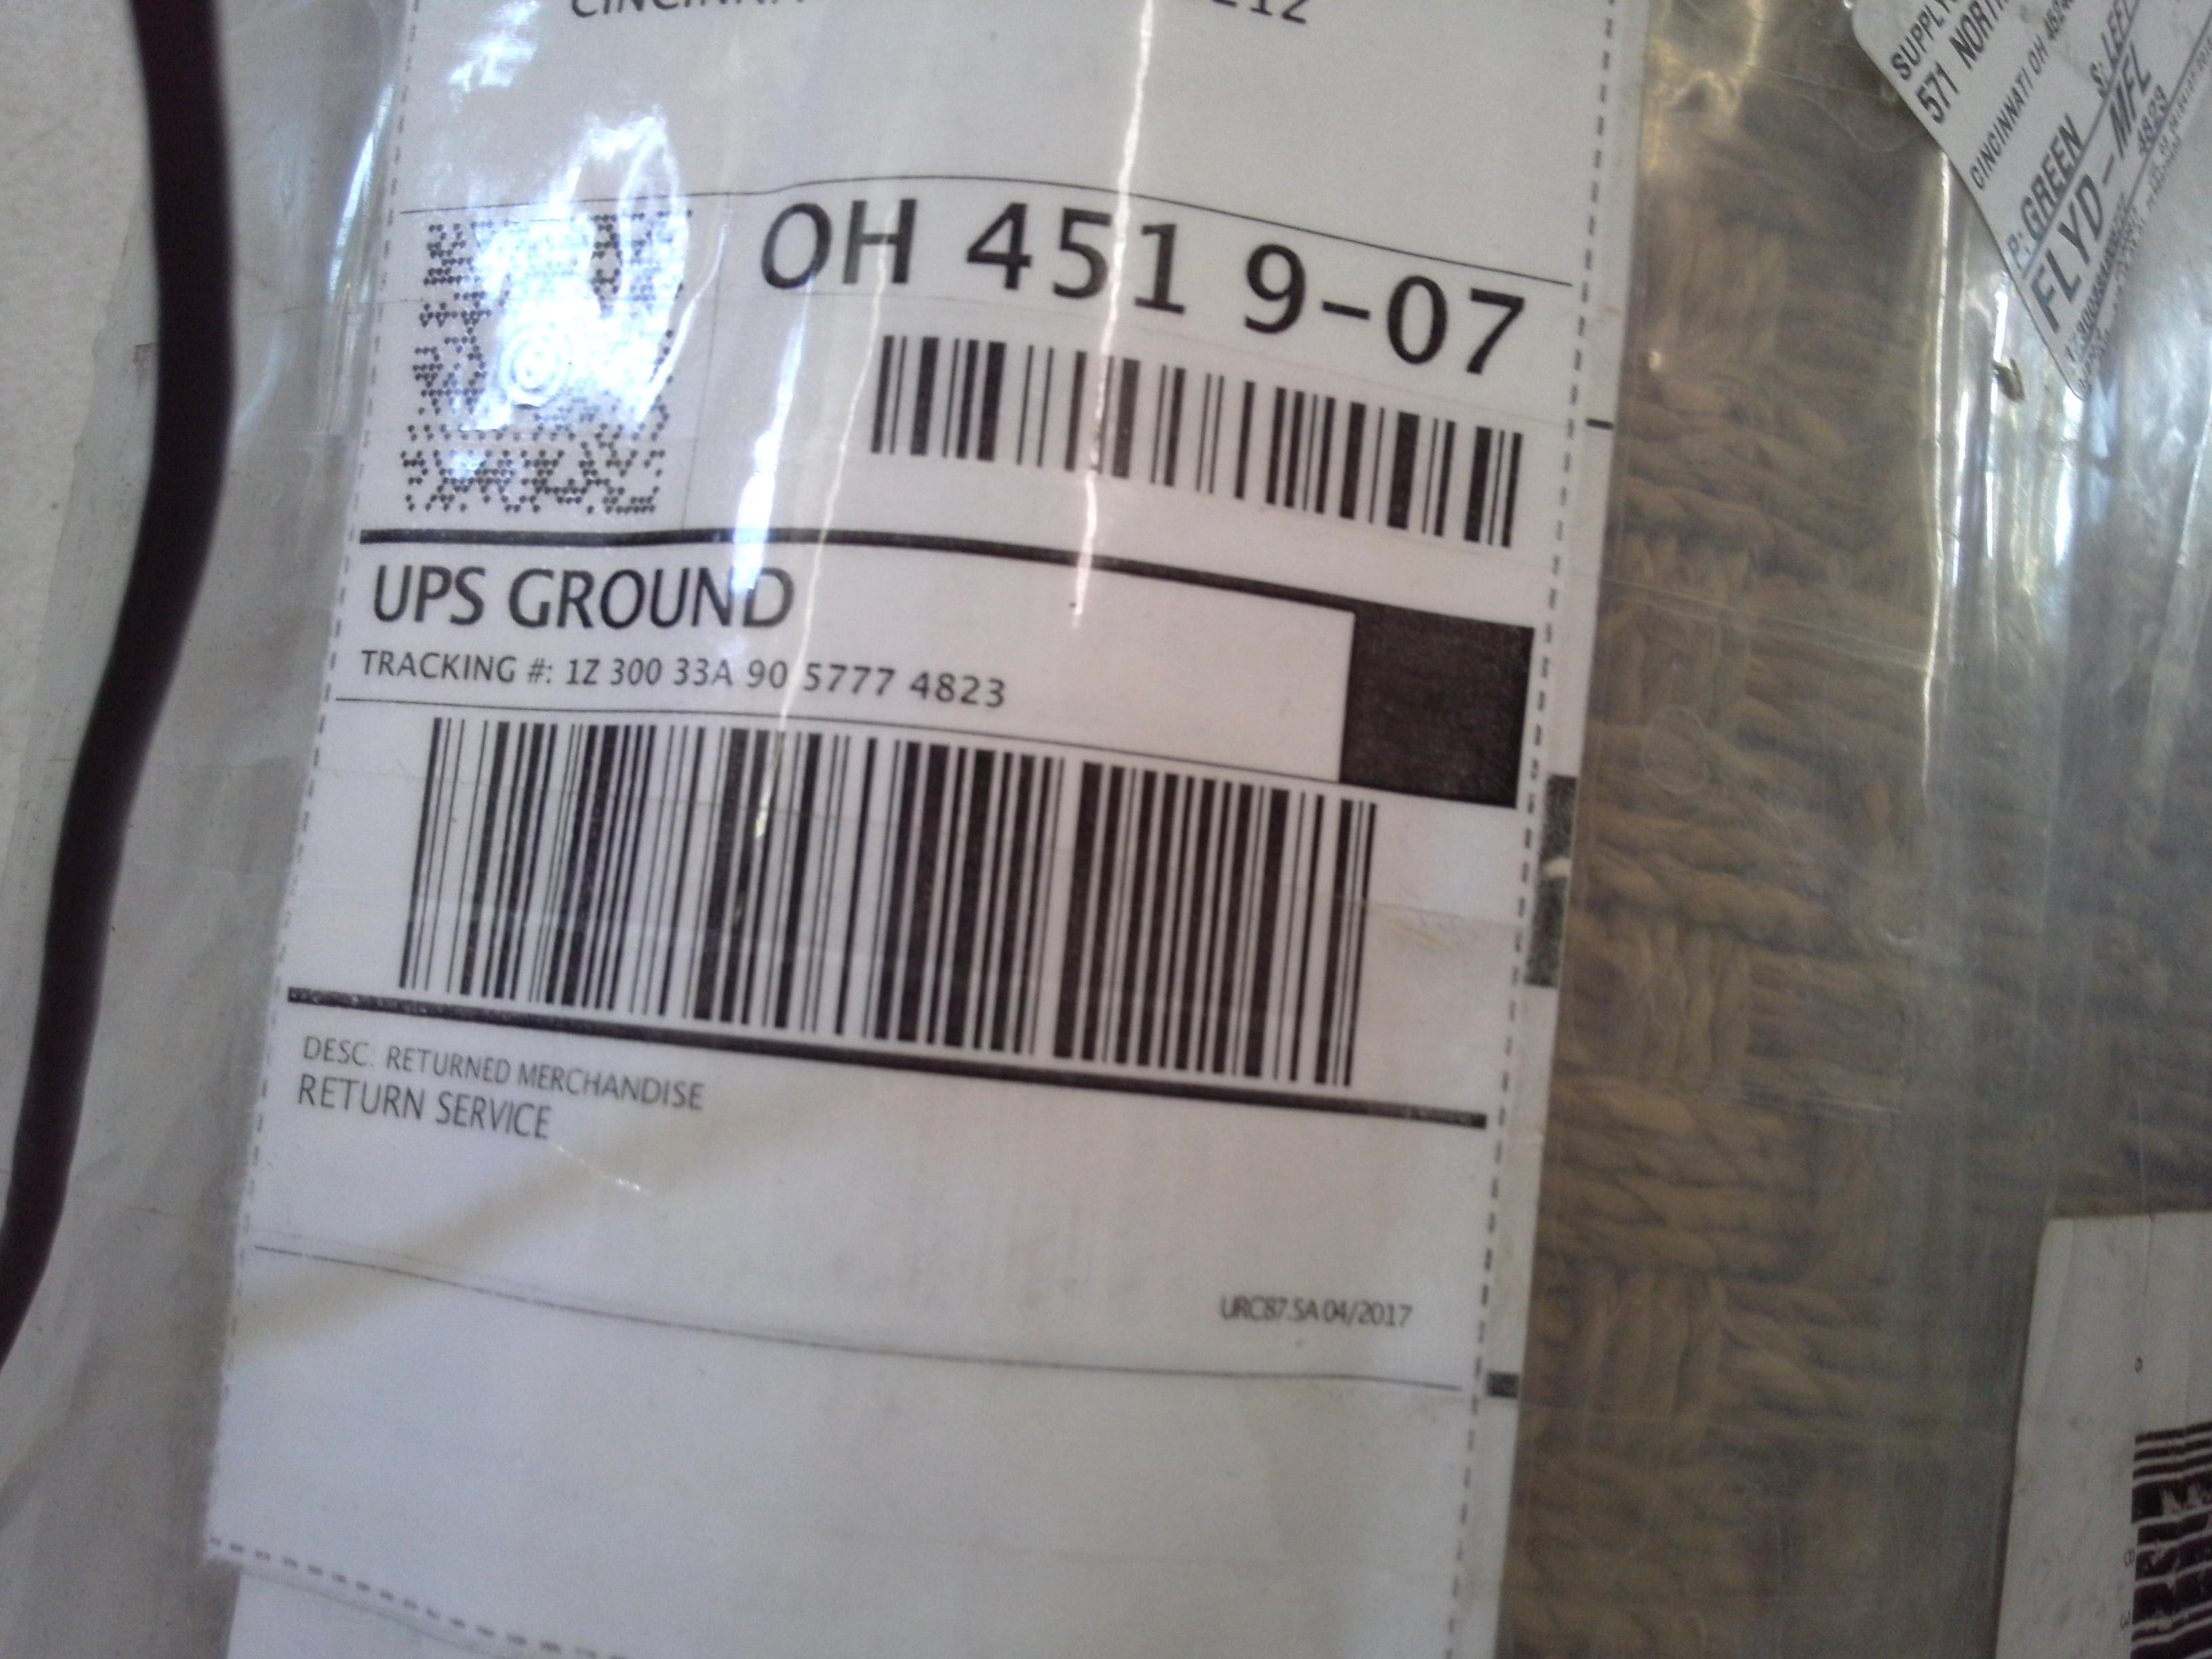 OH 451 9-07
UPS GROUND
TRACKING #: 1Z 300 33A 90 5777 4823
DESC. RETURNED MERCHANDISE
RETURN SERVICE
URC87.5A 04/2017
571 NORTH
CINCINNATI OH
P: GREEN
FLYD-MFL
4823